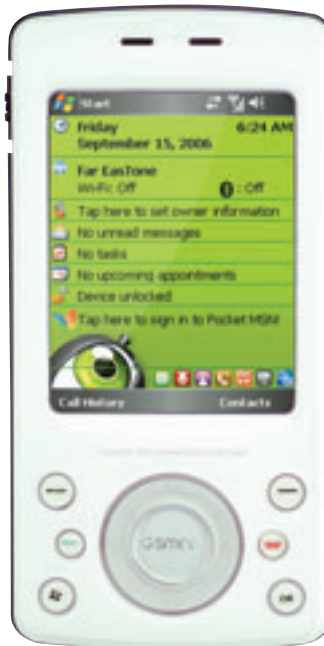 Start
Friday 6:24 AM
September 15, 2006
Far EasTone
Wi-Fi: Off : Off
Tap here to set owner information
No unread messages
No tasks
No upcoming appointments
Device unlocked
Tap here to sign in to Pocket MSN!
Call History Contacts
OK